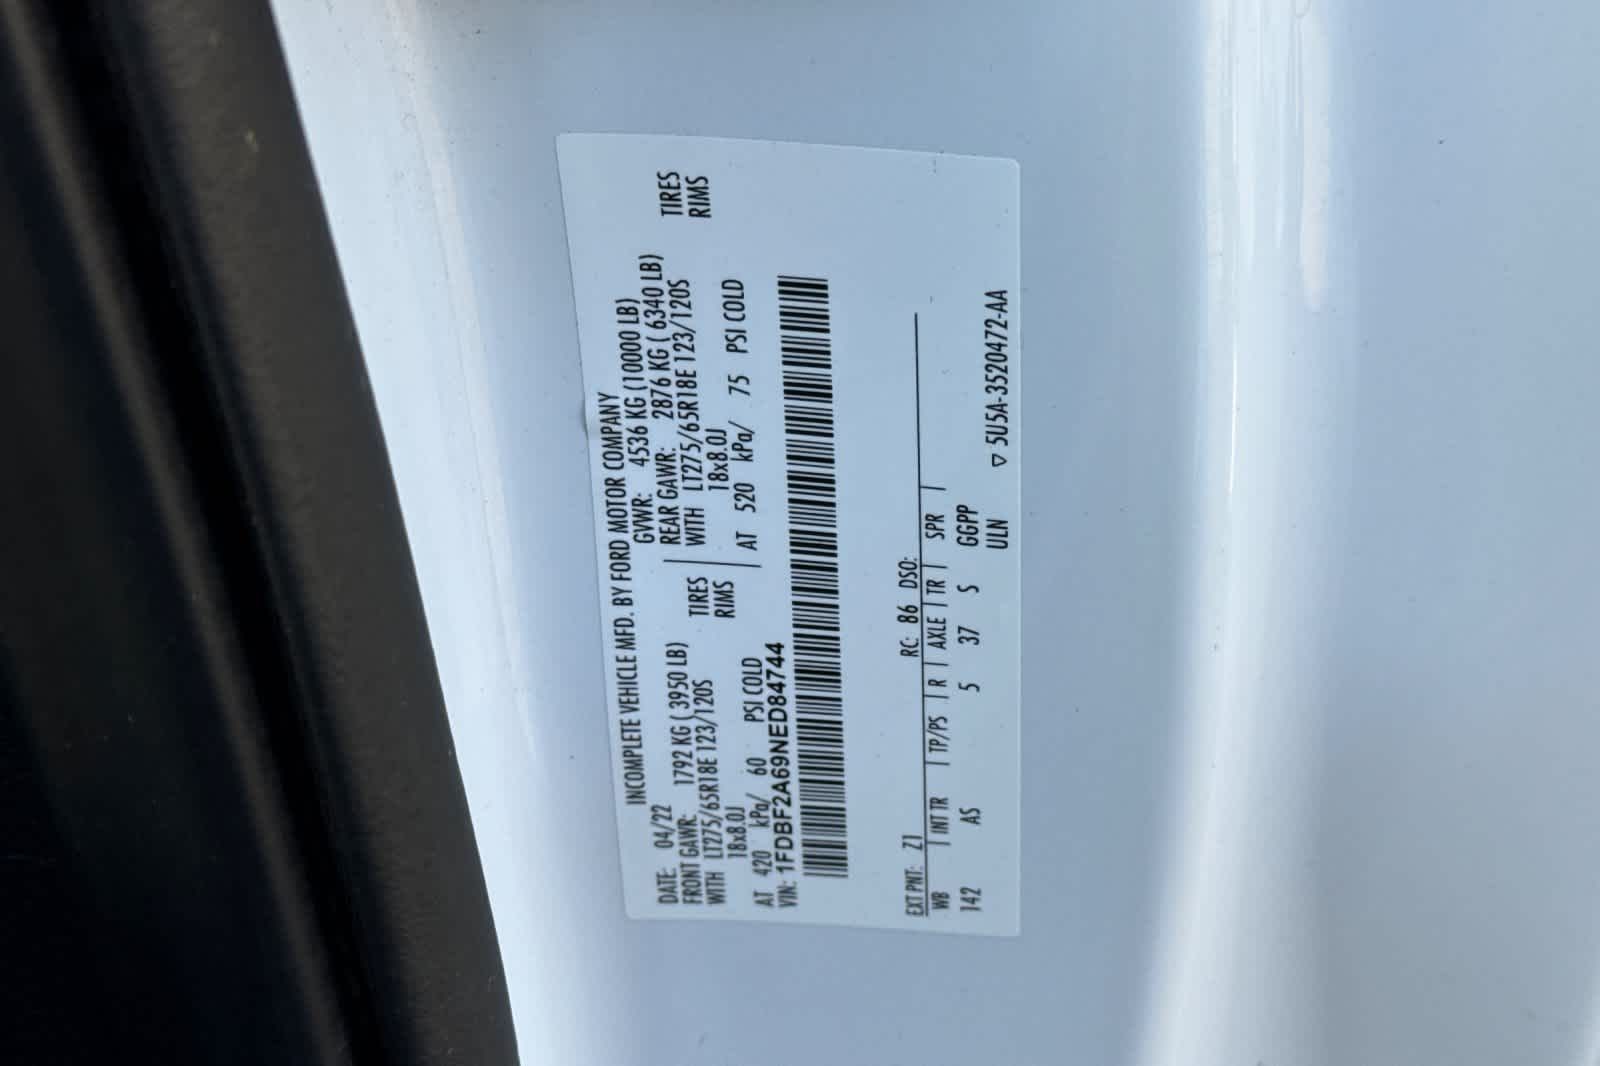 INCOMPLETE VEHICLE MFD. BY FORD MOTOR COMPANY
DATE: 04/22 GVWR: 4536 KG (10000 LB)
FRONT GAWR: 1792 KG ( 3950 LB) REAR GAWR: 2876 KG ( 6340 LB)
WITH LT275/65R18E 123/120S TIRES WITH LT275/65R18E 123/120S TIRES
18x8.0J RIMS 18x8.0J RIMS
AT 420 kPa/ 60 PSI COLD AT 520 kPa/ 75 PSI COLD
VIN: 1FDBF2A69NED84744
EXT PNT: Z1 RC: 86 DSO:
WB | INT TR | TP/PS | R | AXLE | TR | SPR |
142 AS 5 37 S GGPP
ULN ▽ 5U5A-3520472-AA